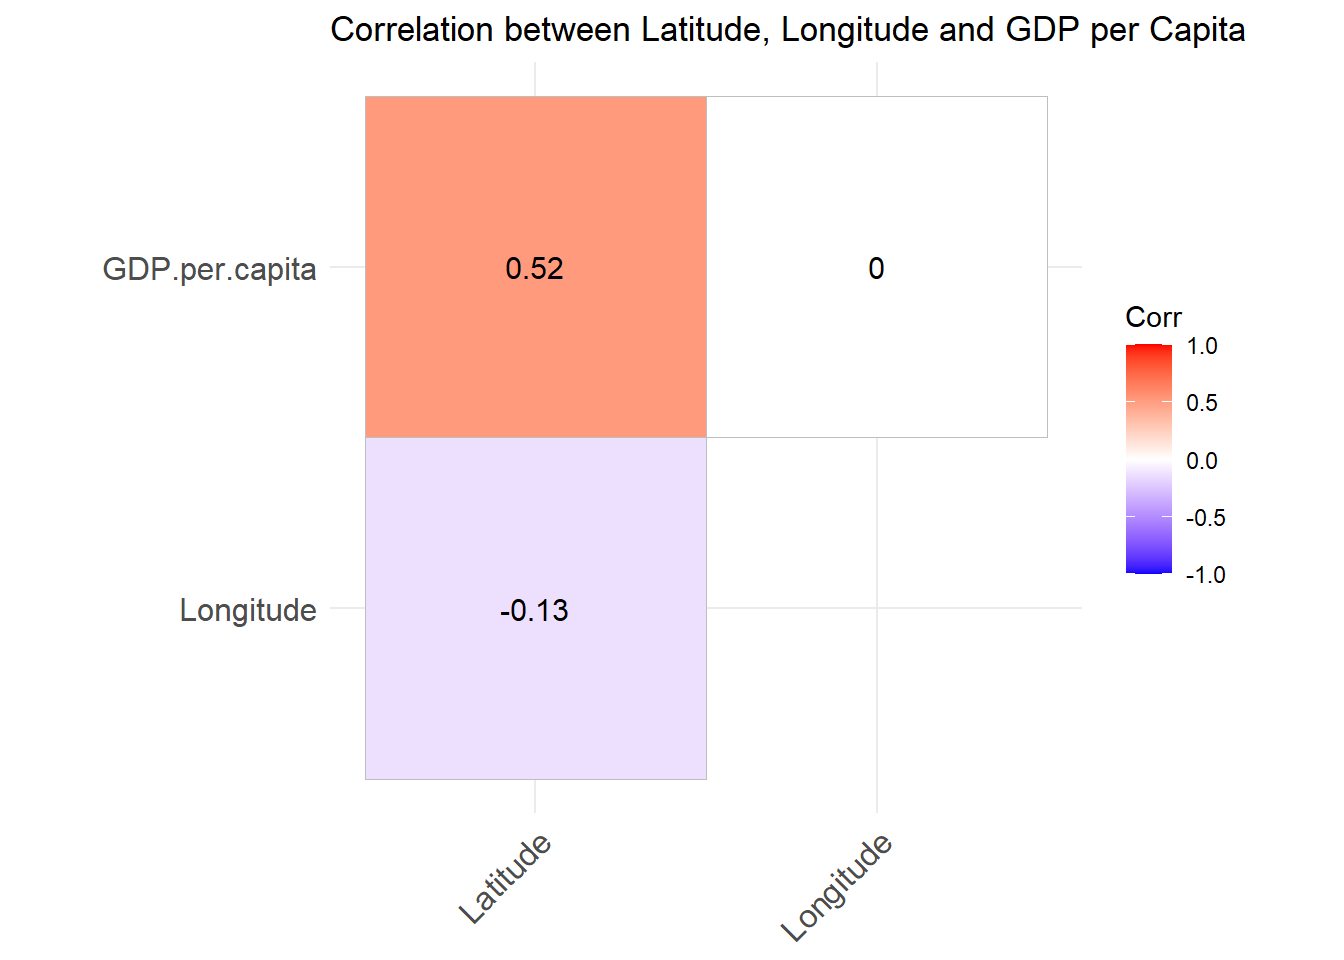 Correlation between Latitude, Longitude and GDP per Capita
GDP.per.capita
0.52
0
Longitude
-0.13
Latitude
Longitude
Corr
1.0
0.5
0.0
-0.5
-1.0